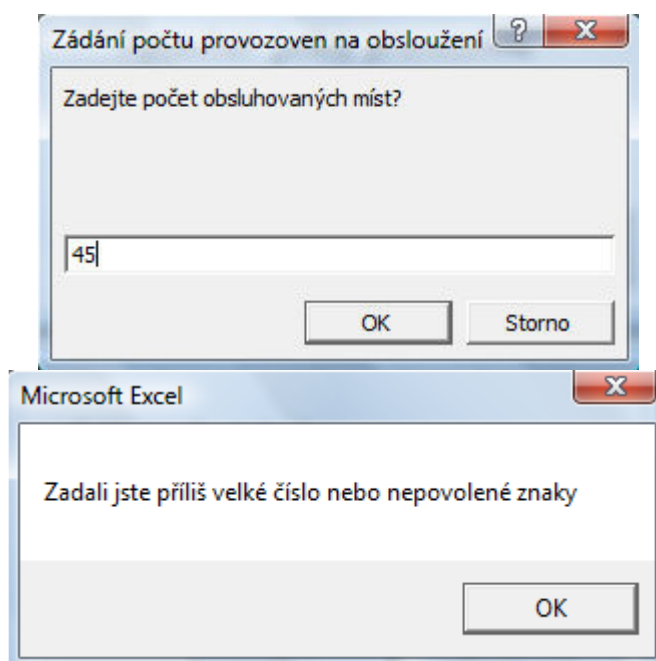 Zádání počtu provozoven na obsloužení
Zadejte počet obsluhovaných míst?
45
OK Storno
Microsoft Excel
Zadali jste příliš velké číslo nebo nepovolené znaky
OK